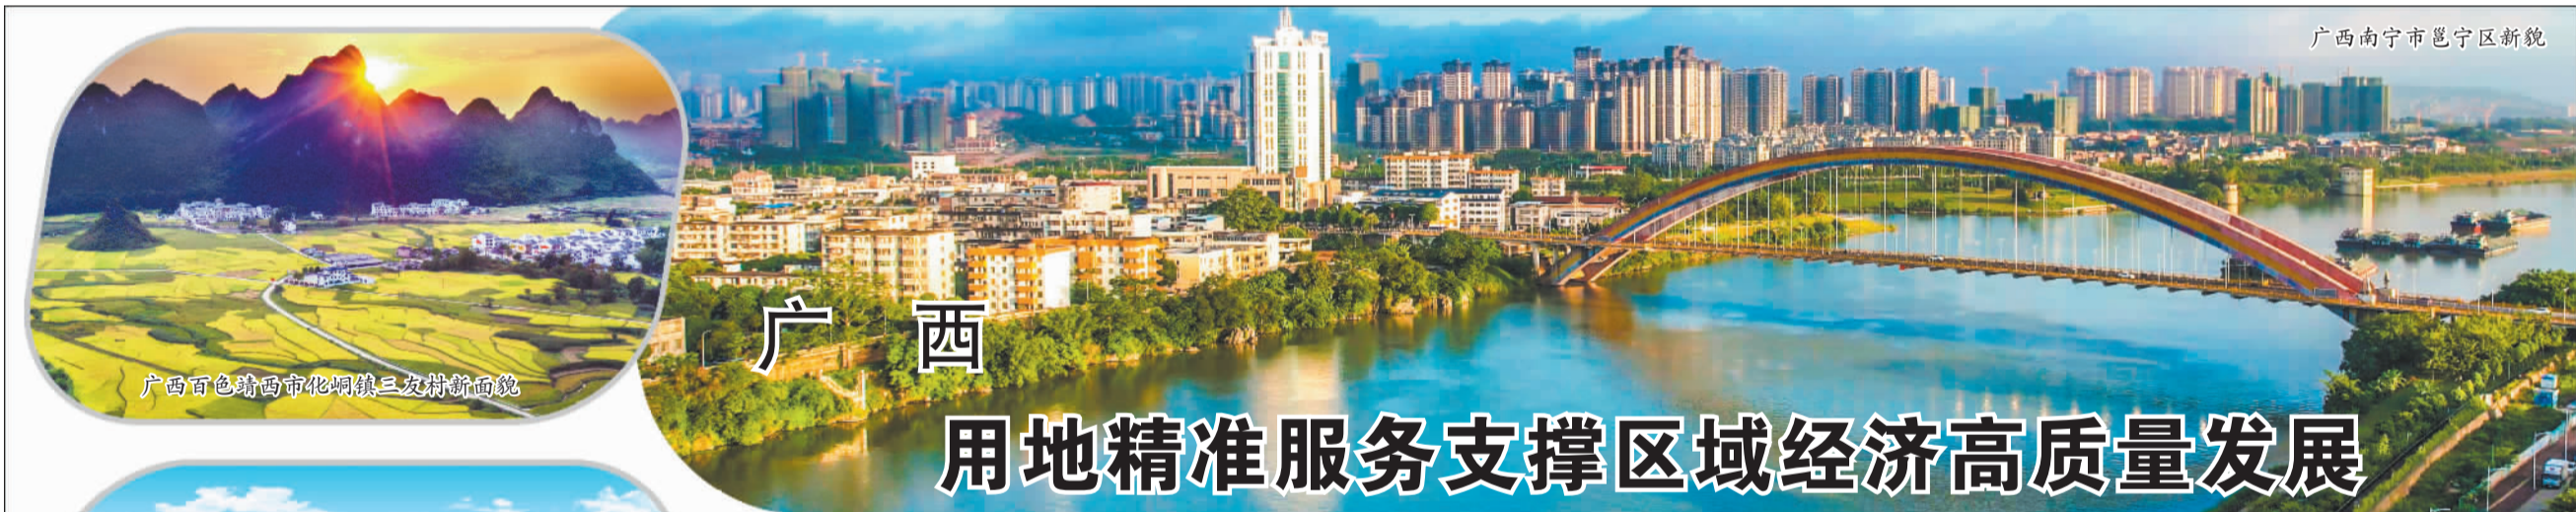 广西南宁市邕宁区新貌
广西百色靖西市化峒镇三友村新面貌
广 西
用地精准服务支撑区域经济高质量发展